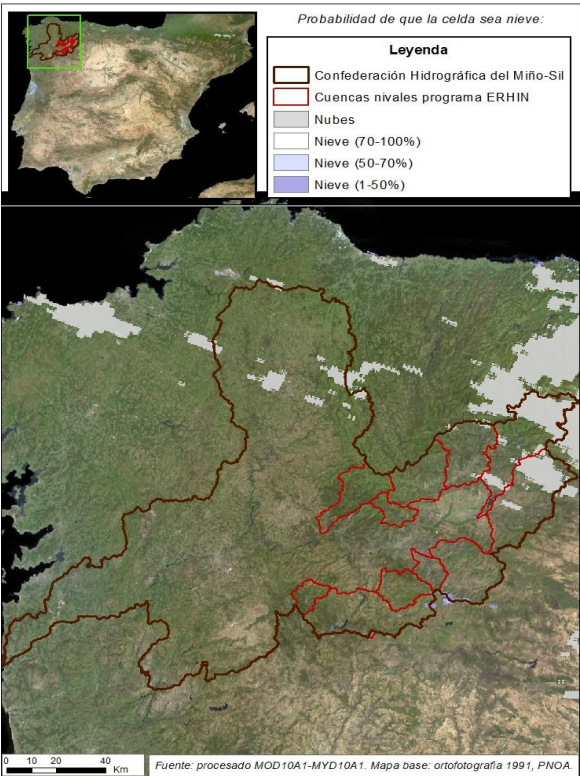 Probabilidad de que la celda sea nieve:
Leyenda
Confederación Hidrográfica del Miño-Sil
Cuencas nivales programa ERHIN
Nubes
Nieve (70-100%)
Nieve (50-70%)
Nieve (1-50%)
0 10 20 40
Km
Fuente: procesado MOD10A1-MYD10A1. Mapa base: ortofotografia 1991, PNOA.